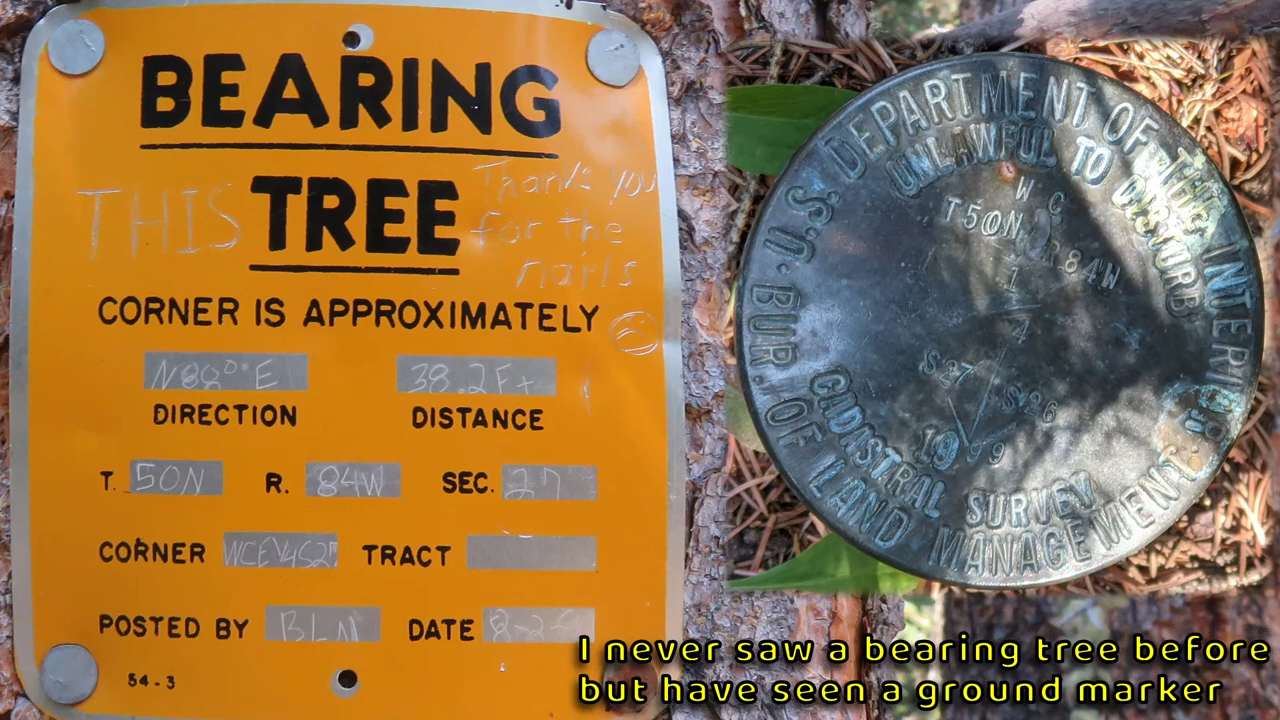 BEARING
THIS TREE
Thank you
for the
nails
CORNER IS APPROXIMATELY
N88° E 38.2Ft
DIRECTION DISTANCE
T. 50N R. 84W SEC. 27
CORNER TRACT
POSTED BY BLM DATE
54-3
U.S. DEPARTMENT OF THE INTERIOR
UNLAWFUL TO DISTURB
W C
T50N R84W
1
4
S27 S26
19 9
CADISTRAL SURVEY
BUR. OF LAND MANAGEMENT
I never saw a bearing tree before
but have seen a ground marker